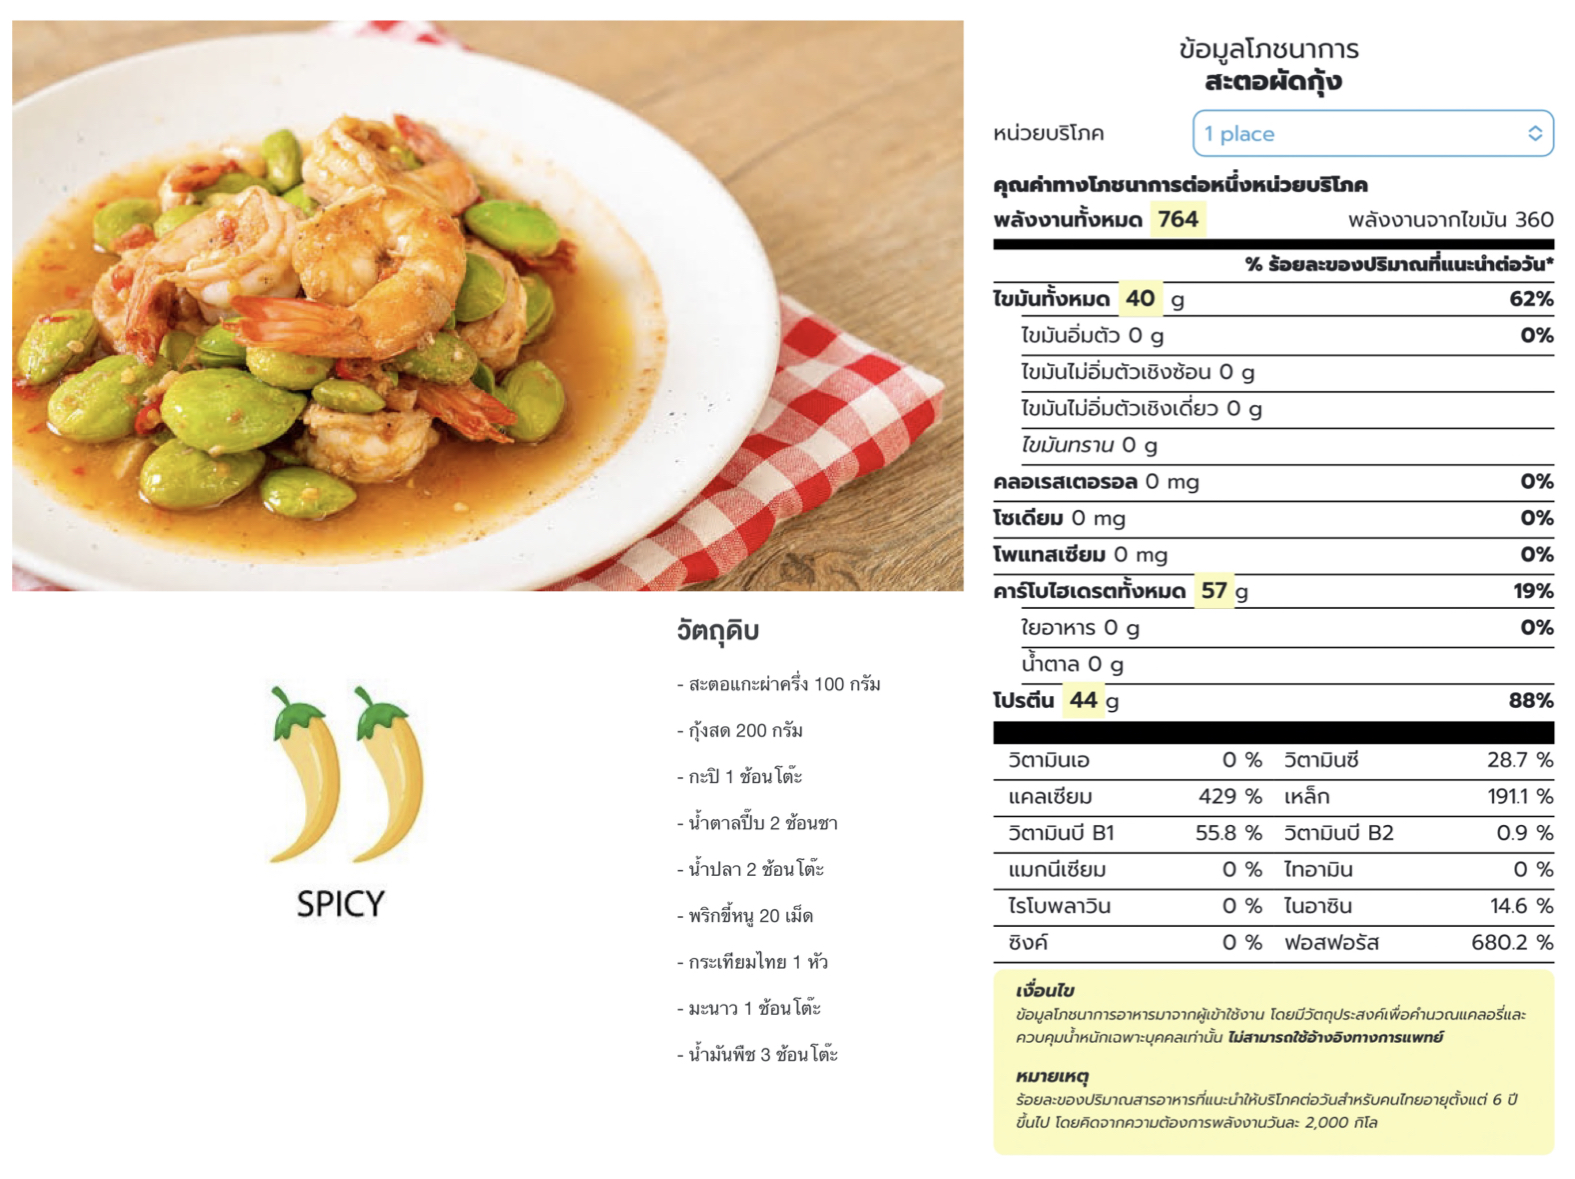 ข้อมูลโภชนาการ
สะตอผัดกุ้ง
หน่วยบริโภค 1 place
คุณค่าทางโภชนาการต่อหนึ่งหน่วยบริโภค
พลังงานทั้งหมด 764 พลังงานจากไขมัน 360
% ร้อยละของปริมาณที่แนะนำต่อวัน*
ไขมันทั้งหมด 40 g 62%
ไขมันอิ่มตัว 0 g 0%
ไขมันไม่อิ่มตัวเชิงซ้อน 0 g
ไขมันไม่อิ่มตัวเชิงเดี่ยว 0 g
ไขมันทราน 0 g
คลอเรสเตอรอล 0 mg 0%
โซเดียม 0 mg 0%
โพแทสเซียม 0 mg 0%
คาร์โบไฮเดรตทั้งหมด 57 g 19%
ใยอาหาร 0 g 0%
น้ำตาล 0 g
โปรตีน 44 g 88%
วิตามินเอ 0 % วิตามินซี 28.7 %
แคลเซียม 429 % เหล็ก 191.1 %
วิตามินบี B1 55.8 % วิตามินบี B2 0.9 %
แมกนีเซียม 0 % ไทอามิน 0 %
ไรโบพลาวิน 0 % ไนอาซิน 14.6 %
ซิงค์ 0 % ฟอสฟอรัส 680.2 %
เงื่อนไข
ข้อมูลโภชนาการอาหารมาจากผู้เข้าใช้งาน โดยมีวัตถุประสงค์เพื่อคำนวณแคลอรี่และ
ควบคุมน้ำหนักเฉพาะบุคคลเท่านั้น ไม่สามารถใช้อ้างอิงทางการแพทย์
หมายเหตุ
ร้อยละของปริมาณสารอาหารที่แนะนำให้บริโภคต่อวันสำหรับคนไทยอายุตั้งแต่ 6 ปี
ขึ้นไป โดยคิดจากความต้องการพลังงานวันละ 2,000 กิโล
วัตถุดิบ
- สะตอแกะผ่าครึ่ง 100 กรัม
- กุ้งสด 200 กรัม
- กะปิ 1 ช้อนโต๊ะ
- น้ำตาลปี๊บ 2 ช้อนชา
- น้ำปลา 2 ช้อนโต๊ะ
- พริกขี้หนู 20 เม็ด
- กระเทียมไทย 1 หัว
- มะนาว 1 ช้อนโต๊ะ
- น้ำมันพืช 3 ช้อนโต๊ะ
SPICY